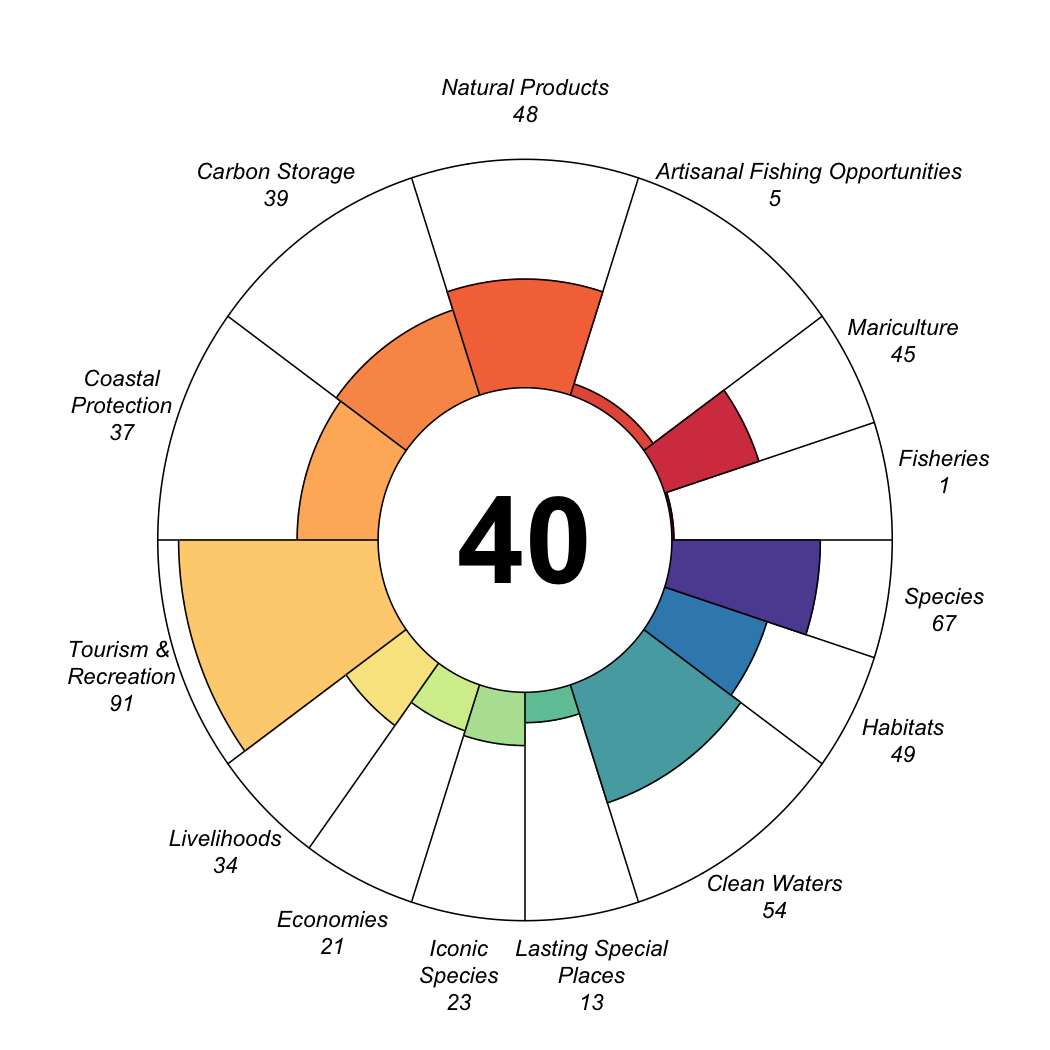 Natural Products
48
Carbon Storage
39
Artisanal Fishing Opportunities
5
Mariculture
45
Coastal
Protection
37
Fisheries
1
40
Species
67
Tourism &
Recreation
91
Habitats
49
Livelihoods
34
Clean Waters
54
Economies
21
Iconic
Species
23
Lasting Special
Places
13